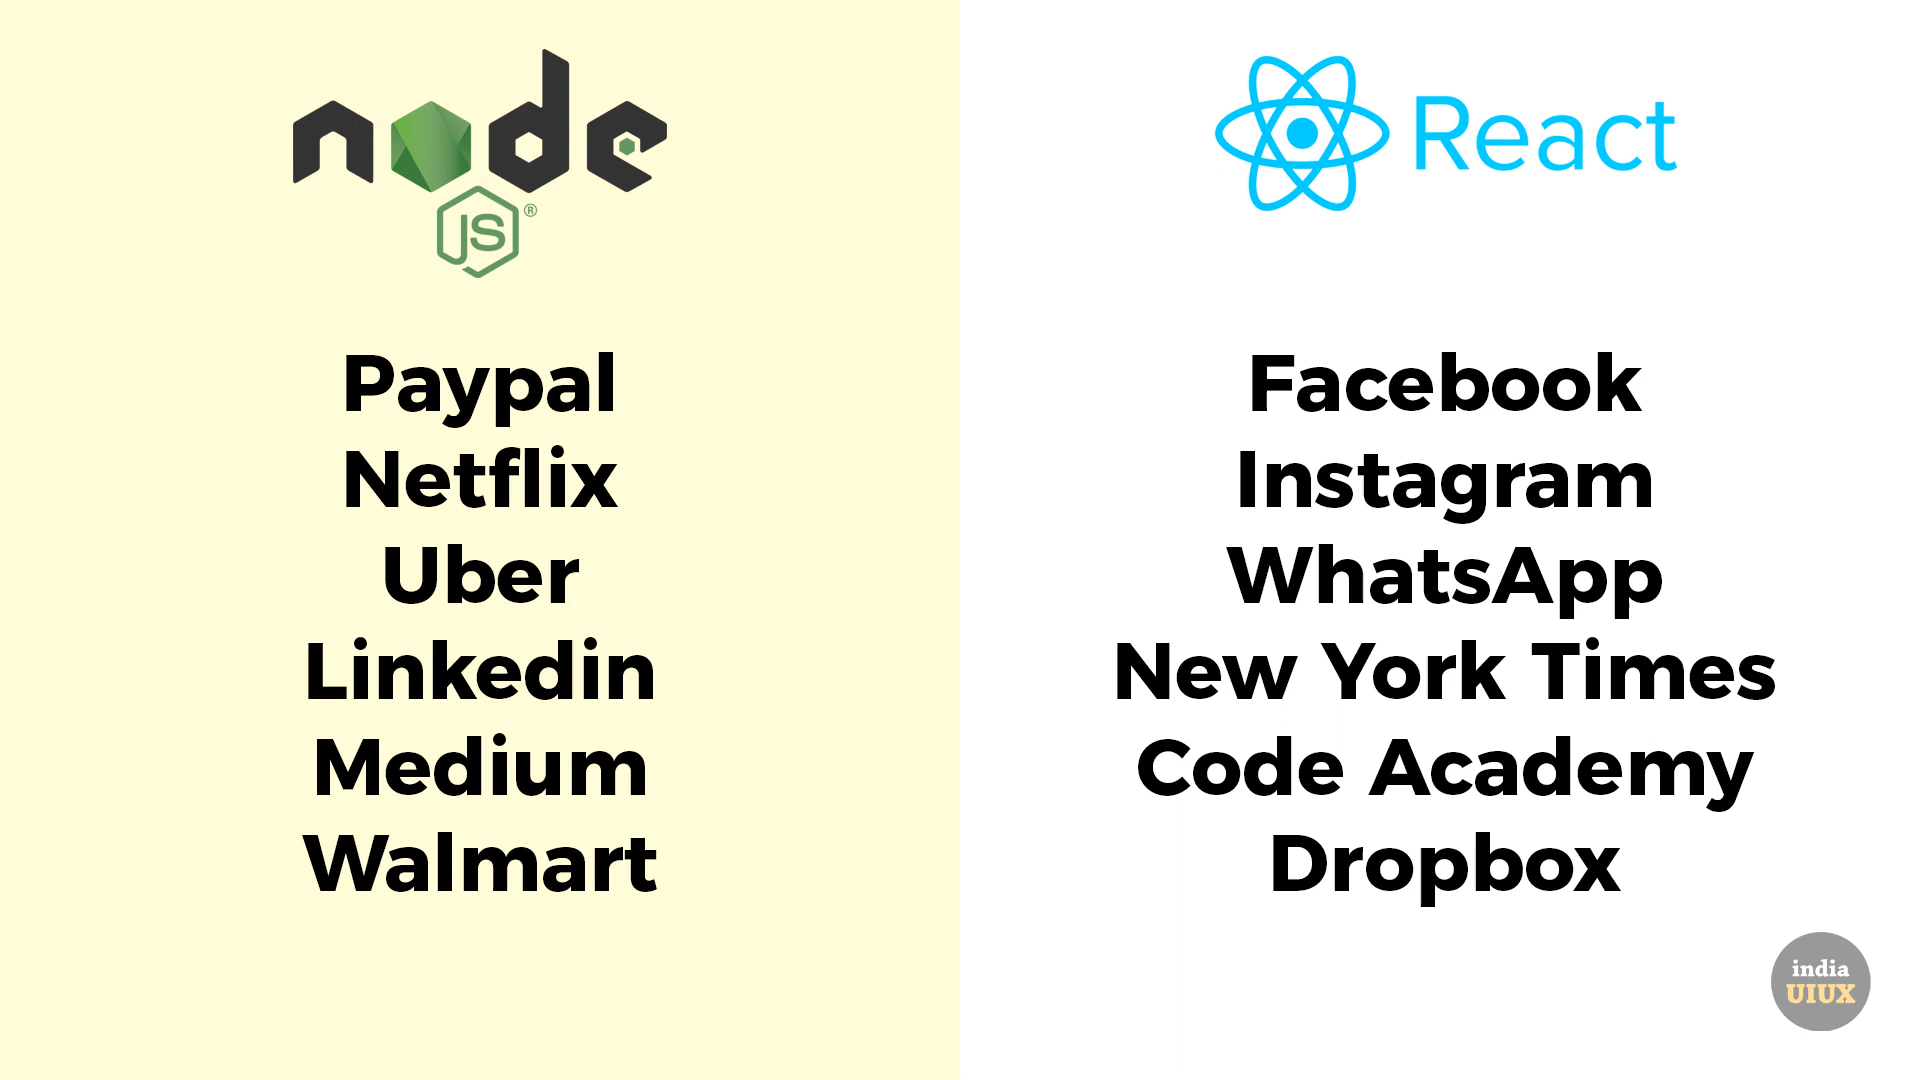 node
JS®
Paypal
Netflix
Uber
Linkedin
Medium
Walmart
React
Facebook
Instagram
WhatsApp
New York Times
Code Academy
Dropbox
india
UIUX